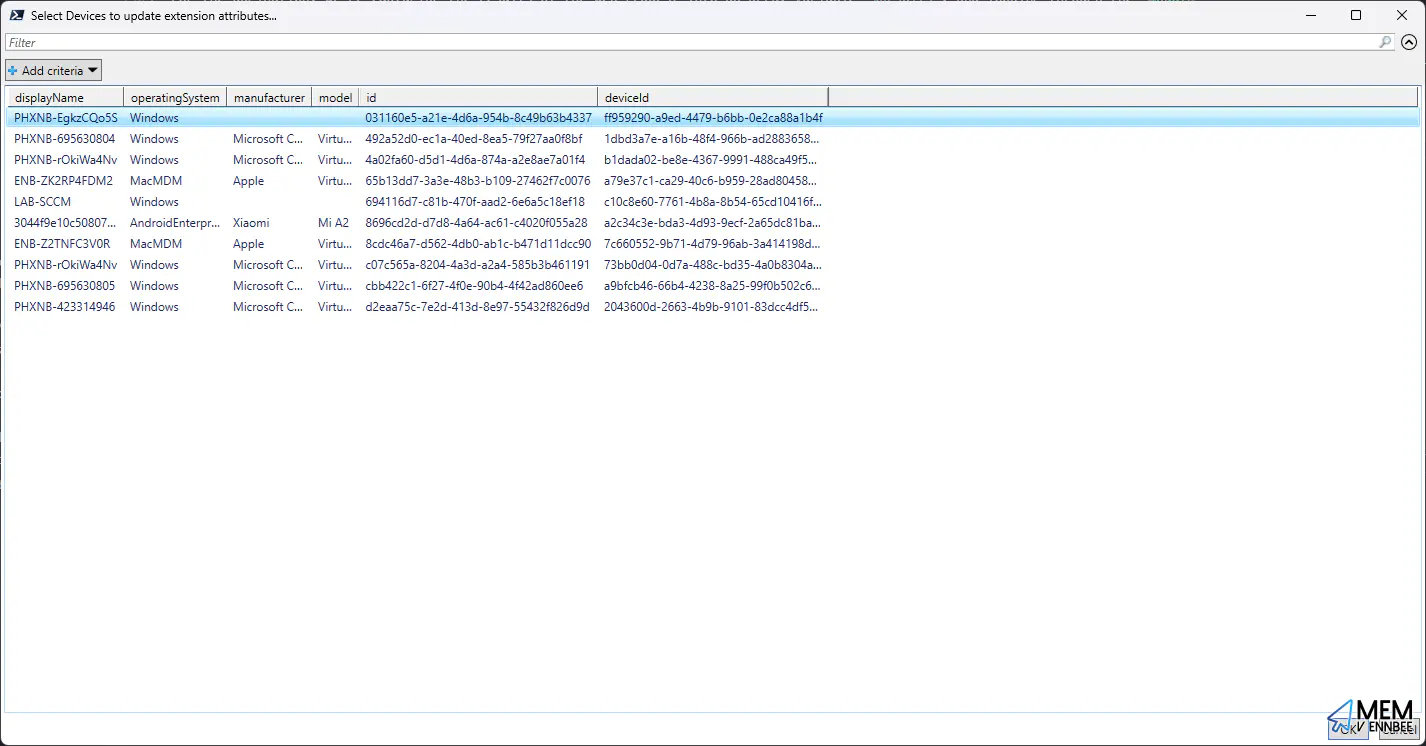 Select Devices to update extension attributes...
Filter
Add criteria
displayName operatingSystem manufacturer model id deviceId
PHXNB-EgkzCQo5S Windows 031160e5-a21e-4d6a-954b-8c49b63b4337 ff959290-a9ed-4479-b6bb-0e2ca88a1b4f
PHXNB-695630804 Windows Microsoft C... Virtu... 492a52d0-ec1a-40ed-8ea5-79f27aa0f8bf 1dbd3a7e-a16b-48f4-966b-ad2883658...
PHXNB-rOkiWa4Nv Windows Microsoft C... Virtu... 4a02fa60-d5d1-4d6a-874a-a2e8ae7a01f4 b1dada02-be8e-4367-9991-488ca49f5...
ENB-ZK2RP4FDM2 MacMDM Apple Virtu... 65b13dd7-3a3e-48b3-b109-27462f7c0076 a79e37c1-ca29-40c6-b959-28ad80458...
LAB-SCCM Windows 694116d7-c81b-470f-aad2-6e6a5c18ef18 c10c8e60-7761-4b8a-8b54-65cd10416f...
3044f9e10c50807... AndroidEnterpr... Xiaomi Mi A2 8696cd2d-d7d8-4a64-ac61-c4020f055a28 a2c34c3e-bda3-4d93-9ecf-2a65dc81ba...
ENB-Z2TNFC3V0R MacMDM Apple Virtu... 8cdc46a7-d562-4db0-ab1c-b471d11dcc90 7c660552-9b71-4d79-96ab-3a414198d...
PHXNB-rOkiWa4Nv Windows Microsoft C... Virtu... c07c565a-8204-4a3d-a2a4-585b3b461191 73bb0d04-0d7a-488c-bd35-4a0b8304a...
PHXNB-695630805 Windows Microsoft C... Virtu... cbb422c1-6f27-4f0e-90b4-4f42ad860ee6 a9bfcb46-66b4-4238-8a25-99f0b502c6...
PHXNB-423314946 Windows Microsoft C... Virtu... d2eaa75c-7e2d-413d-8e97-55432f826d9d 2043600d-2663-4b9b-9101-83dcc4df5...
MEM
VENNBEE
OK Cancel